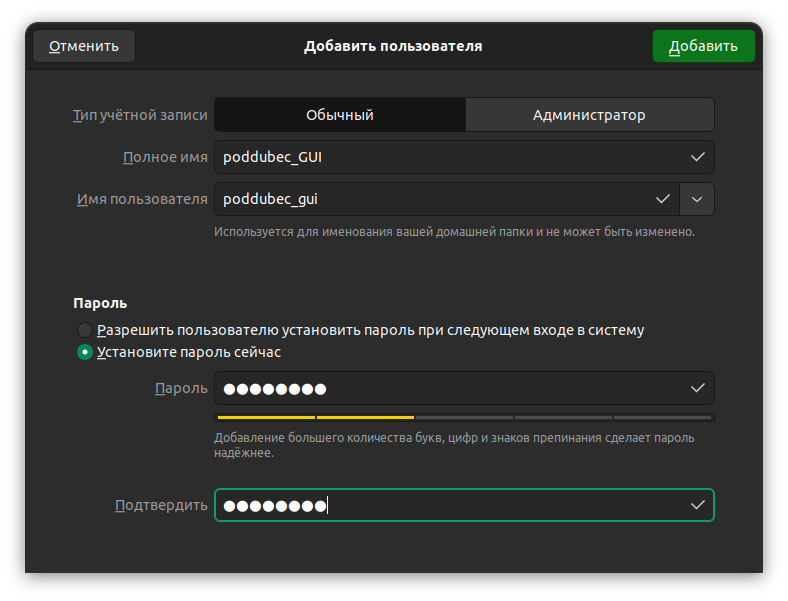 Отменить
Добавить пользователя
Добавить
Тип учётной записи
Обычный
Администратор
Полное имя
poddubec_GUI
Имя пользователя
poddubec_gui
Используется для именования вашей домашней папки и не может быть изменено.
Пароль
Разрешить пользователю установить пароль при следующем входе в систему
Установите пароль сейчас
Пароль
●●●●●●●●
Добавление большего количества букв, цифр и знаков препинания сделает пароль
надёжнее.
Подтвердить
●●●●●●●●